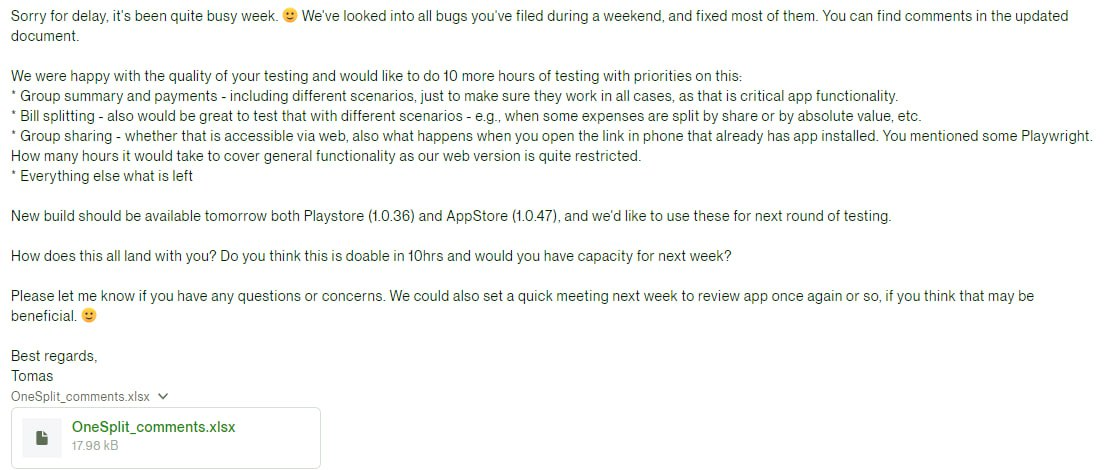 Sorry for delay, it's been quite busy week. 🙂 We've looked into all bugs you've filed during a weekend, and fixed most of them. You can find comments in the updated
document.
We were happy with the quality of your testing and would like to do 10 more hours of testing with priorities on this:
* Group summary and payments - including different scenarios, just to make sure they work in all cases, as that is critical app functionality.
* Bill splitting - also would be great to test that with different scenarios - e.g., when some expenses are split by share or by absolute value, etc.
* Group sharing - whether that is accessible via web, also what happens when you open the link in phone that already has app installed. You mentioned some Playwright.
How many hours it would take to cover general functionality as our web version is quite restricted.
* Everything else what is left
New build should be available tomorrow both Playstore (1.0.36) and AppStore (1.0.47), and we'd like to use these for next round of testing.
How does this all land with you? Do you think this is doable in 10hrs and would you have capacity for next week?
Please let me know if you have any questions or concerns. We could also set a quick meeting next week to review app once again or so, if you think that may be
beneficial. 🙂
Best regards,
Tomas
OneSplit_comments.xlsx
OneSplit_comments.xlsx
17.98 kB